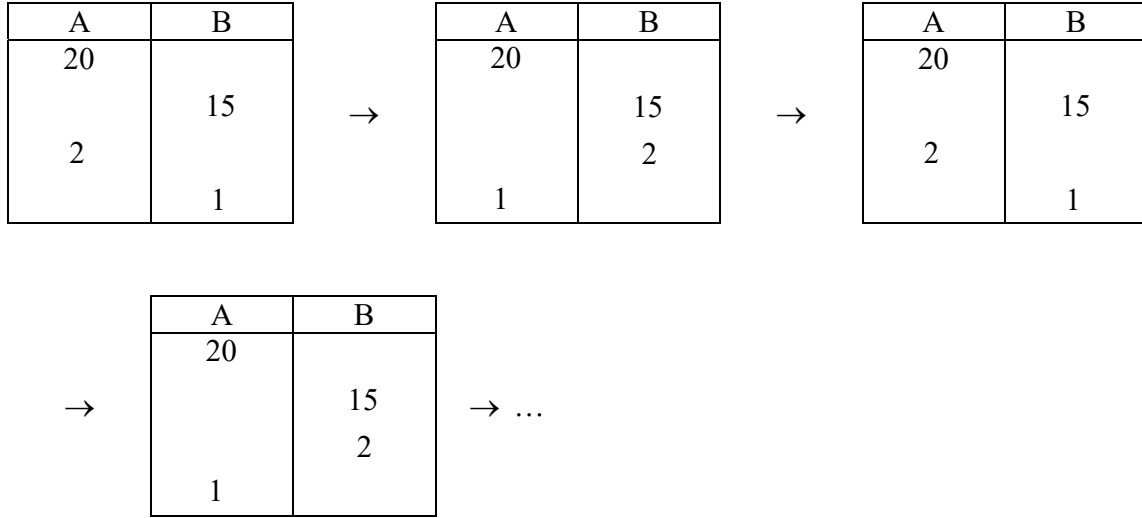 A B A B A B
20 20 20
15 → 15 → 15
2 2 2
1 1 1
A B
20
→ 15 → …
2
1